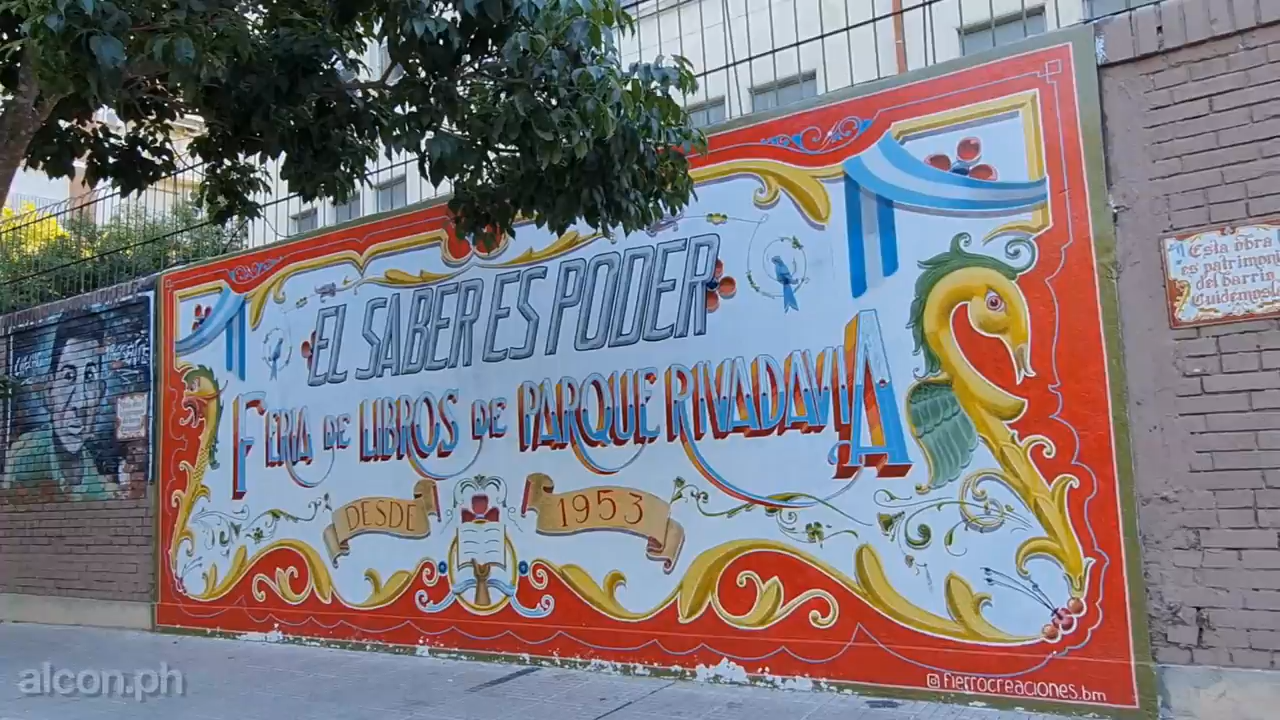 EL SABER ES PODER
FERIA DE LIBROS DE PARQUE RIVADAVIA
DESDE 1953
fierrocreaciones.bm
Esta obra
es patrimoni
del barrio
Cuidemosl
alcon.ph